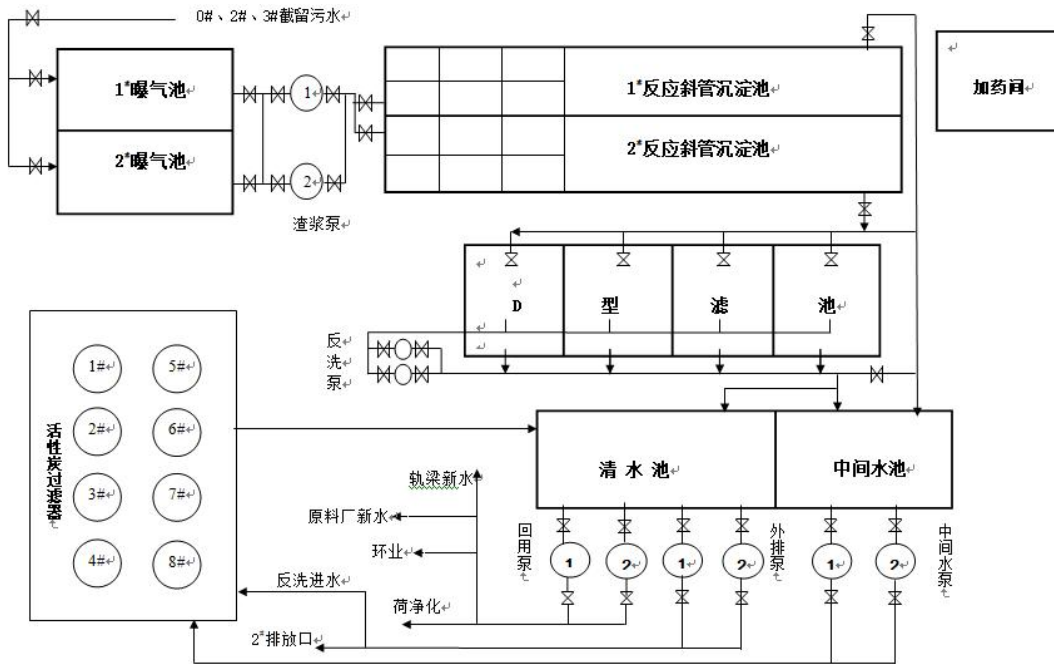 0#、2#、3#截留污水↵
1#曝气池↵
2#曝气池↵
1
2
渣浆泵↵
1#反应斜管沉淀池↵
2#反应斜管沉淀池↵
加药间
D
型
滤
池↵
反↵
洗↵
泵↵
活性炭过滤器↵
1#↵
5#↵
2#↵
6#↵
3#↵
7#↵
4#↵
8#↵
清 水 池↵
中间水池↵
轨梁新水↵
原料厂新水↵
环业↵
荷净化↵
反洗进水↵
2#排放口↵
回用泵↵
1
2
1
2
外排泵↵
1
2
中间水泵↵